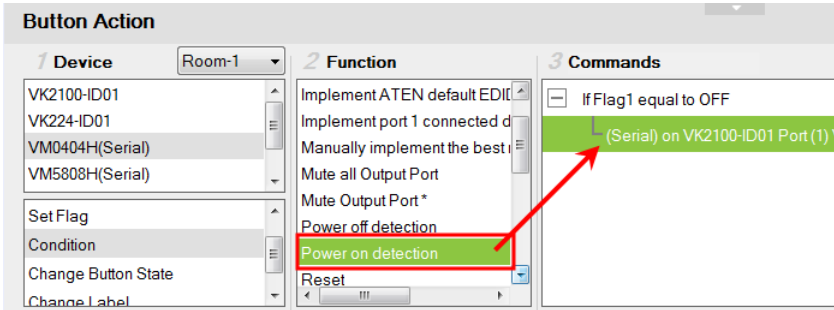 Button Action
1 Device
Room-1
VK2100-ID01
VK224-ID01
VM0404H(Serial)
VM5808H(Serial)
Set Flag
Condition
Change Button State
Change Label
2 Function
Implement ATEN default EDID
Implement port 1 connected d
Manually implement the best
Mute all Output Port
Mute Output Port *
Power off detection
Power on detection
Reset
3 Commands
If Flag1 equal to OFF
(Serial) on VK2100-ID01 Port (1)